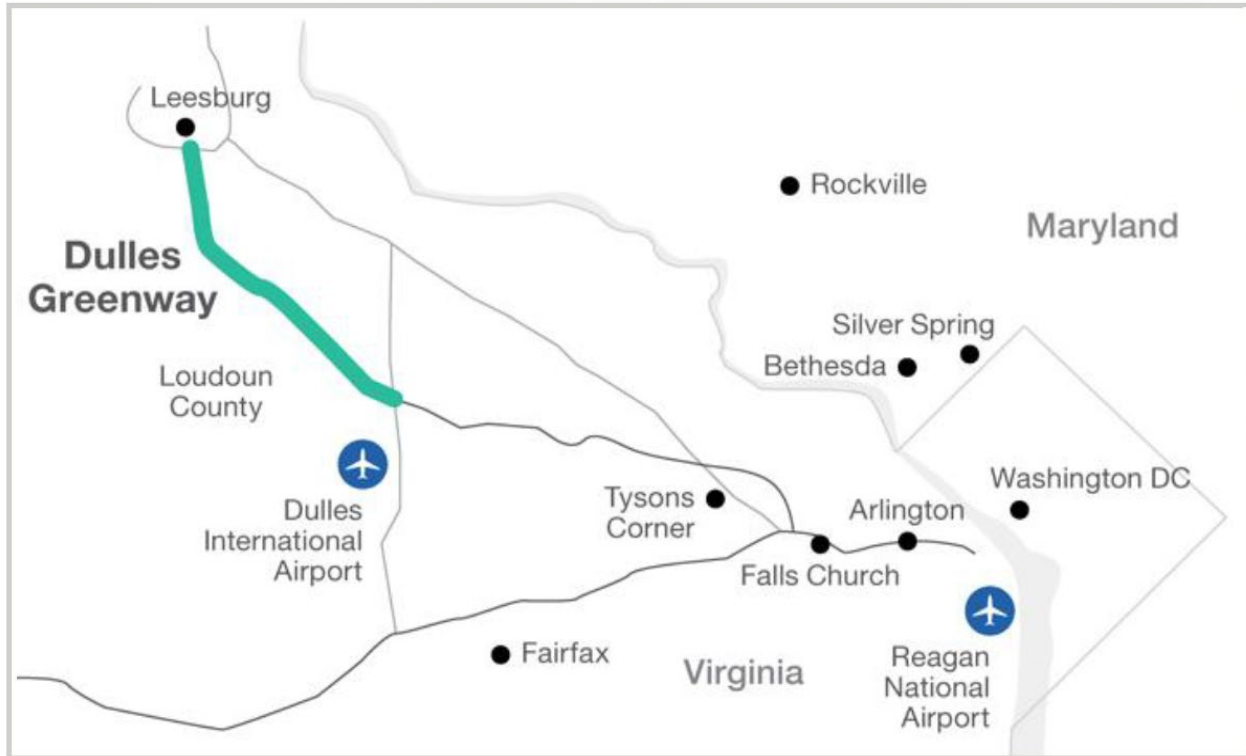 Leesburg
Rockville
Maryland
Dulles
Greenway
Silver Spring
Bethesda
Loudoun
County
Washington DC
Tysons
Corner
Arlington
Dulles
International
Airport
Falls Church
Fairfax
Virginia
Reagan
National
Airport